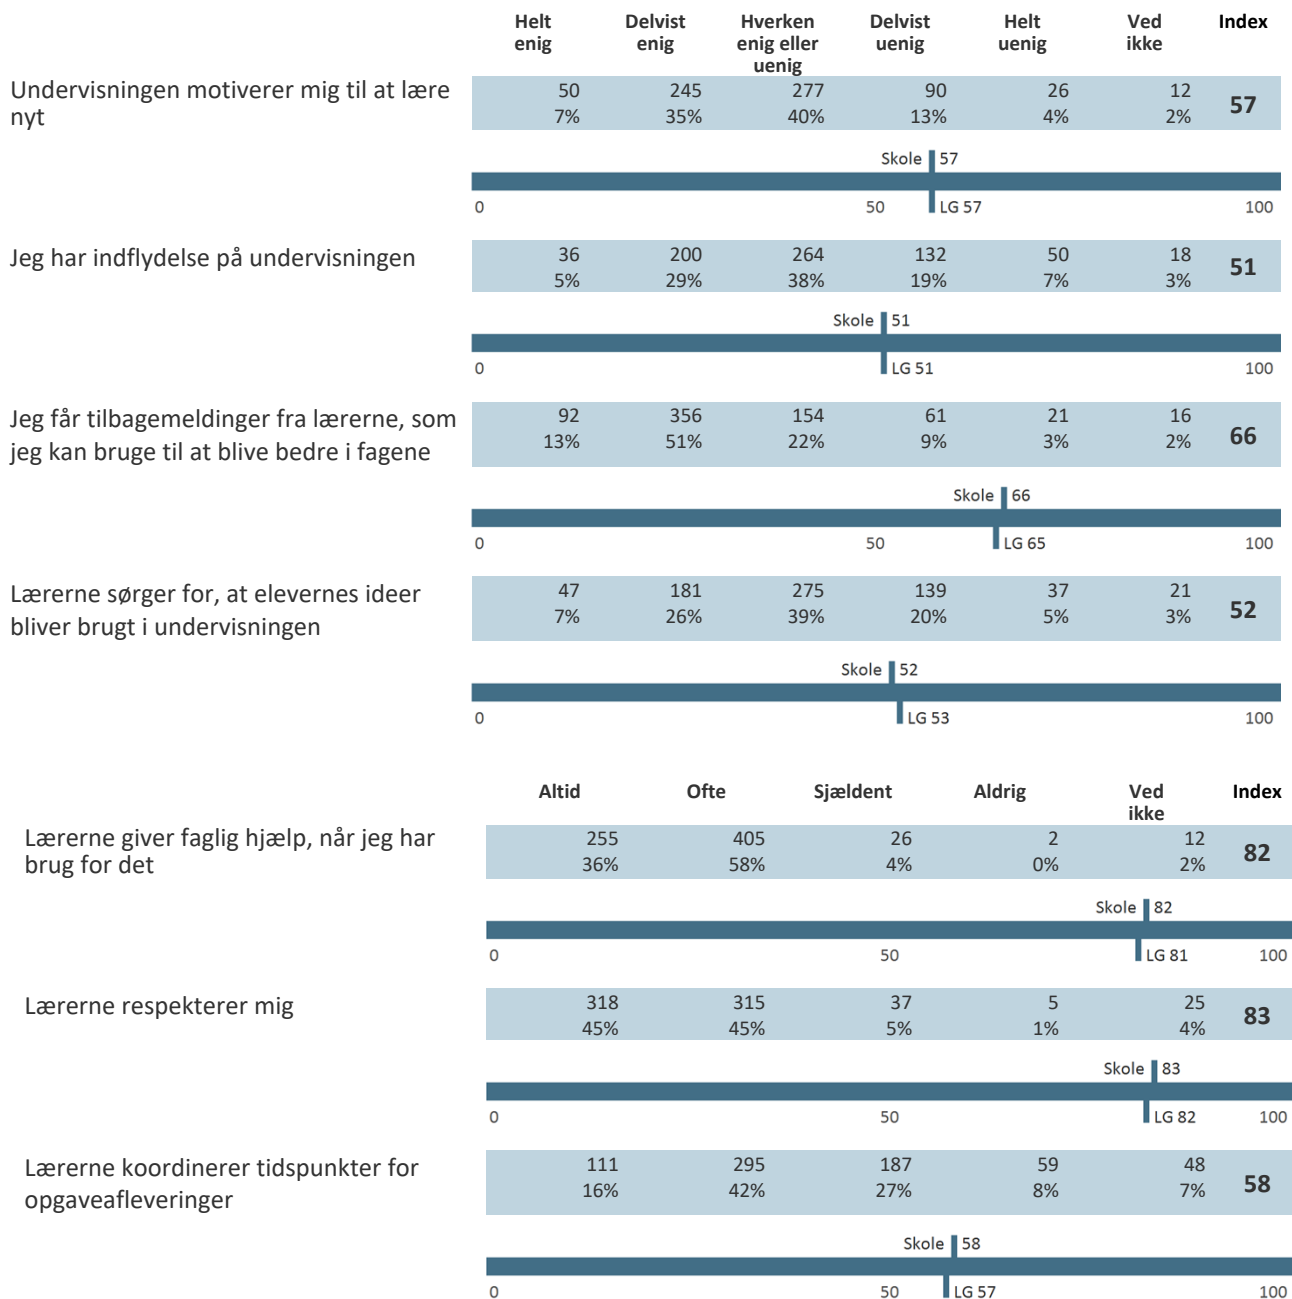 Helt Delvist Hverken Delvist Helt Ved Index
enig enig enig eller uenig uenig ikke
uenig
Undervisningen motiverer mig til at lære
nyt
50 245 277 90 26 12 57
7% 35% 40% 13% 4% 2%
Skole 57
0 50 LG 57 100
Jeg har indflydelse på undervisningen
36 200 264 132 50 18 51
5% 29% 38% 19% 7% 3%
Skole 51
0 LG 51 100
Jeg får tilbagemeldinger fra lærerne, som
jeg kan bruge til at blive bedre i fagene
92 356 154 61 21 16 66
13% 51% 22% 9% 3% 2%
Skole 66
0 50 LG 65 100
Lærerne sørger for, at elevernes ideer
bliver brugt i undervisningen
47 181 275 139 37 21 52
7% 26% 39% 20% 5% 3%
Skole 52
0 LG 53 100
Altid Ofte Sjældent Aldrig Ved Index
ikke
Lærerne giver faglig hjælp, når jeg har
brug for det
255 405 26 2 12 82
36% 58% 4% 0% 2%
Skole 82
0 50 LG 81 100
Lærerne respekterer mig
318 315 37 5 25 83
45% 45% 5% 1% 4%
Skole 83
0 50 LG 82 100
Lærerne koordinerer tidspunkter for
opgaveafleveringer
111 295 187 59 48 58
16% 42% 27% 8% 7%
Skole 58
0 50 LG 57 100